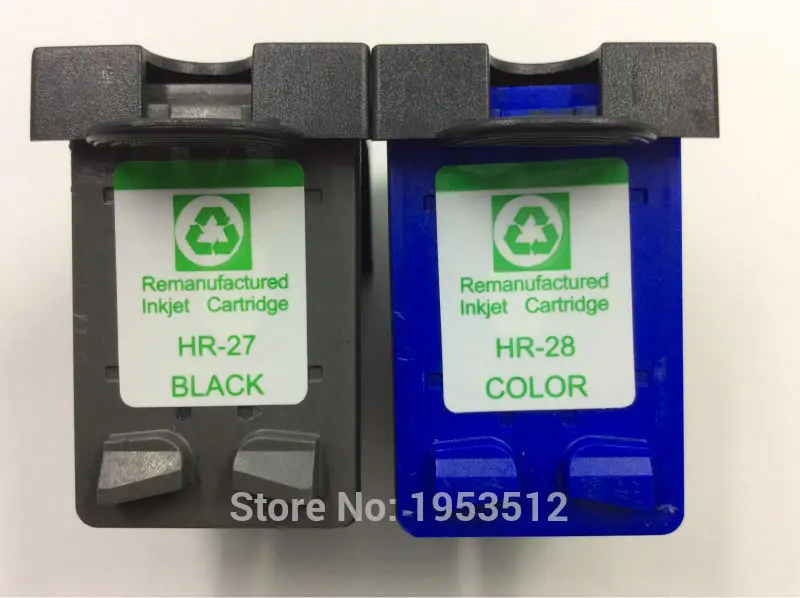 Remanufactured
Inkjet Cartridge
HR-27
BLACK
Remanufactured
Inkjet Cartridge
HR-28
COLOR
Store No: 1953512